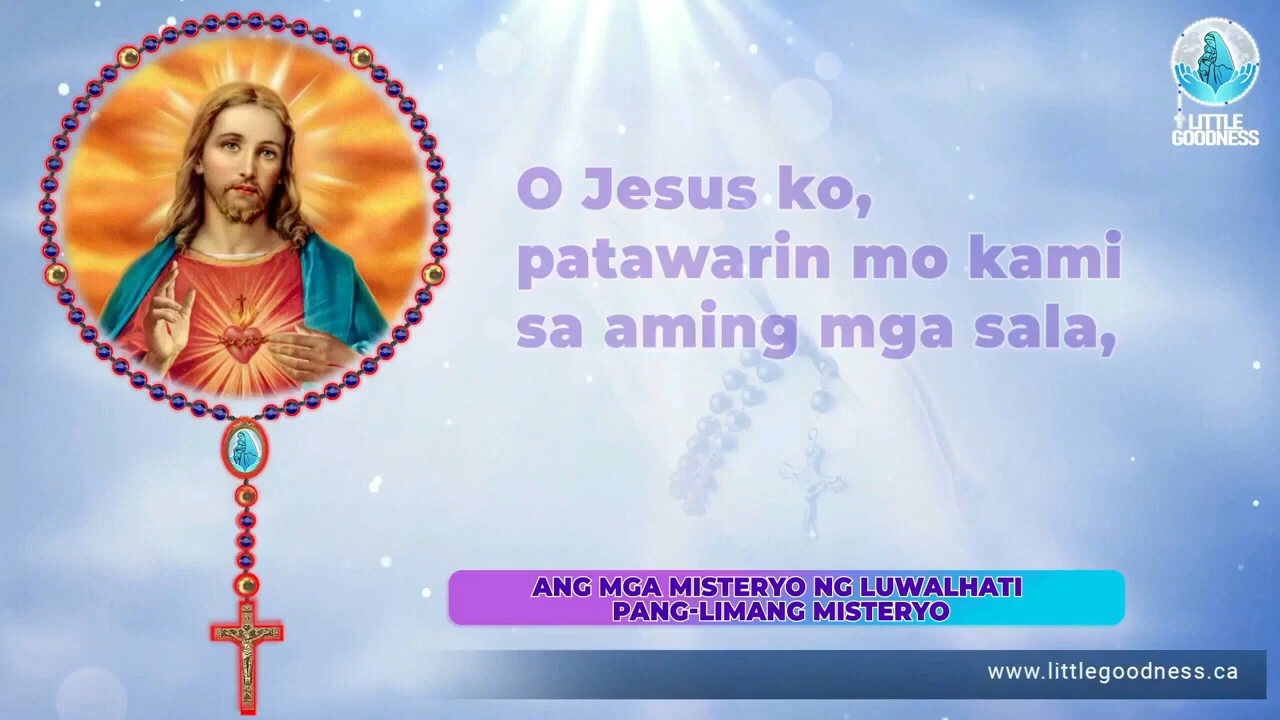 LITTLE
GOODNESS
O Jesus ko,
patawarin mo kami
sa aming mga sala,
ANG MGA MISTERYO NG LUWALHATI
PANG-LIMANG MISTERYO
www.littlegoodness.ca